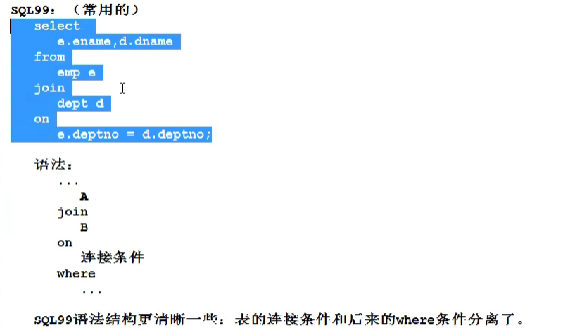 SQL99：（常用的）
select
e.ename,d.dname
from
emp e
join
dept d
on
e.deptno = d.deptno;
语法：
...
A
join
B
on
连接条件
where
...
SQL99语法结构更清晰一些：表的连接条件和后来的where条件分离了。